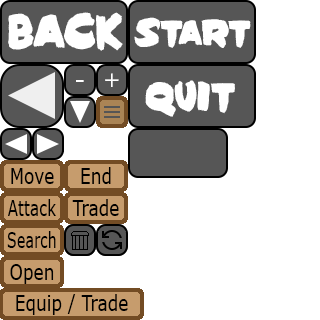 BACK START
- +
QUIT
Move End
Attack Trade
Search
Open
Equip / Trade